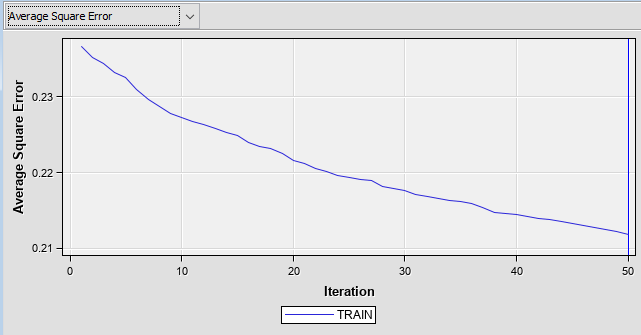 Average Square Error
Average Square Error
0.23
0.22
0.21
0 10 20 30 40 50
Iteration
TRAIN